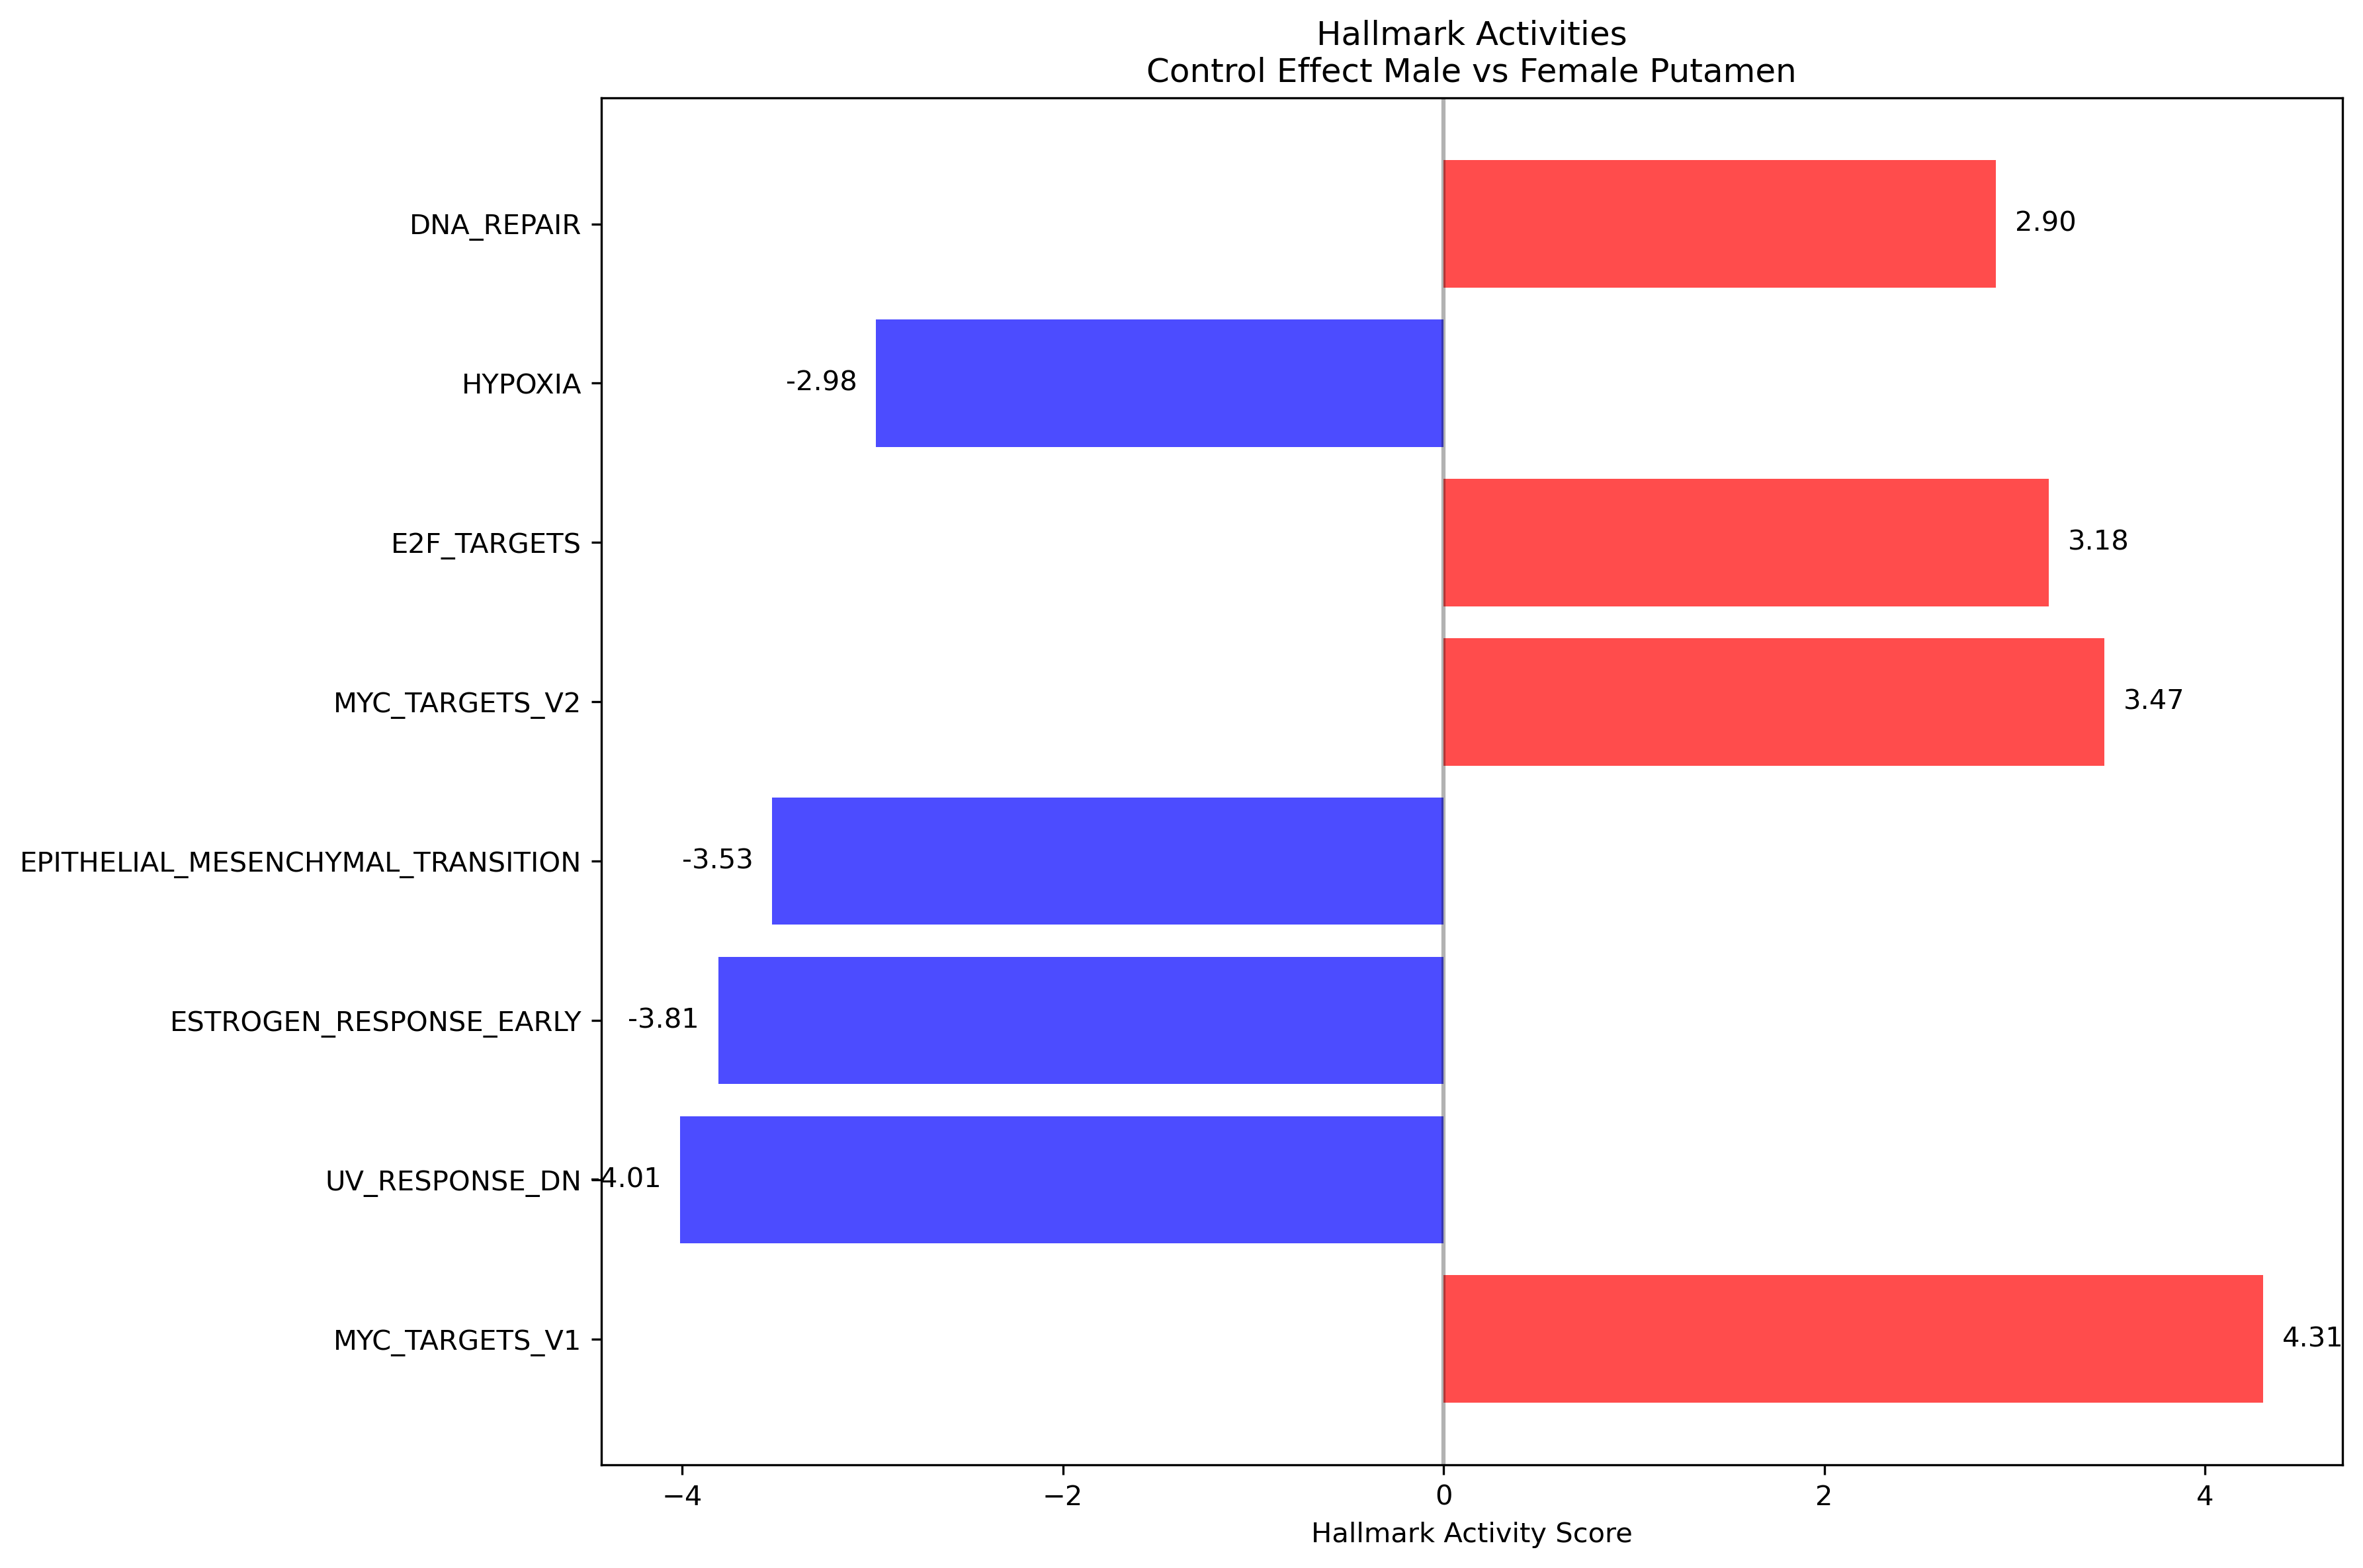 Hallmark Activities
Control Effect Male vs Female Putamen
DNA_REPAIR
2.90
HYPOXIA
-2.98
E2F_TARGETS
3.18
MYC_TARGETS_V2
3.47
EPITHELIAL_MESENCHYMAL_TRANSITION
-3.53
ESTROGEN_RESPONSE_EARLY
-3.81
UV_RESPONSE_DN
-4.01
MYC_TARGETS_V1
4.31
−4
−2
0
2
4
Hallmark Activity Score